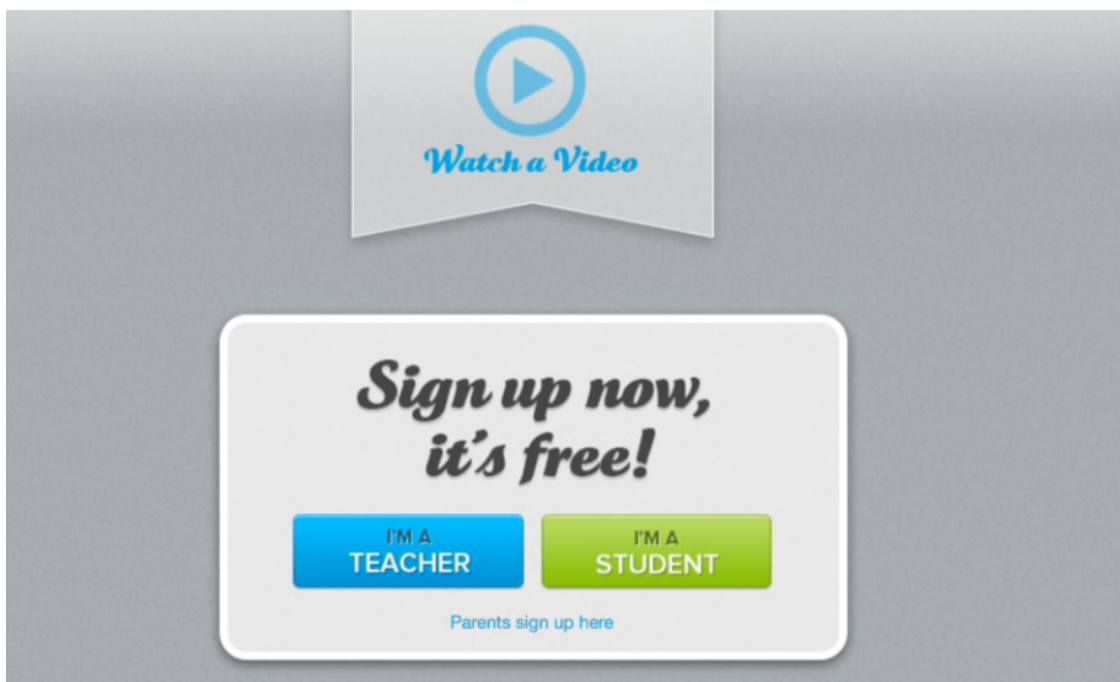 Watch a Video
Sign up now,
it's free!
I'M A
TEACHER
I'M A
STUDENT
Parents sign up here